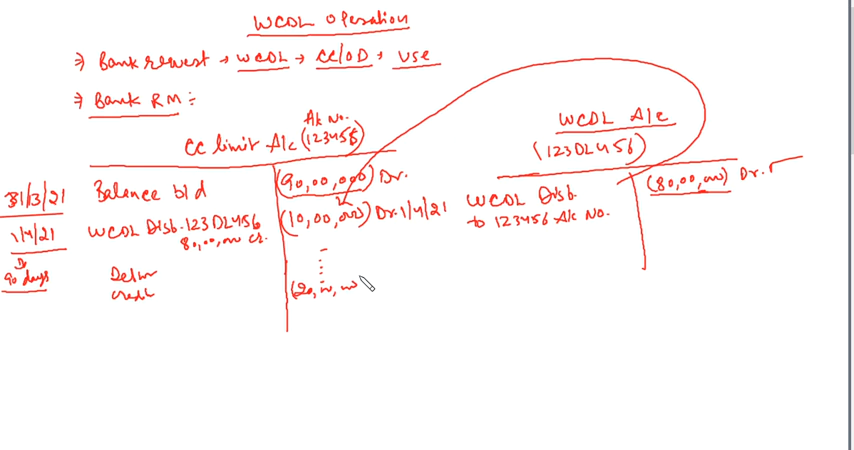 WCDL Operation
⇒ Bank request → WCDL → CC/OD → USE
⇒ Bank RM :-
CC limit A/c (123456)
A/c No.
WCDL A/c
(123DL456)
31/3/21 Balance b/d (90,00,000) Dr.
(80,00,000) Dr. ✓
1/4/21 WCDL Disb. 123DL456 (10,00,000) Dr. 1/4/21
80,00,000 Cr.
WCDL Disb.
to 123456 A/c No.
90 days Debit
credit
(20,00,000